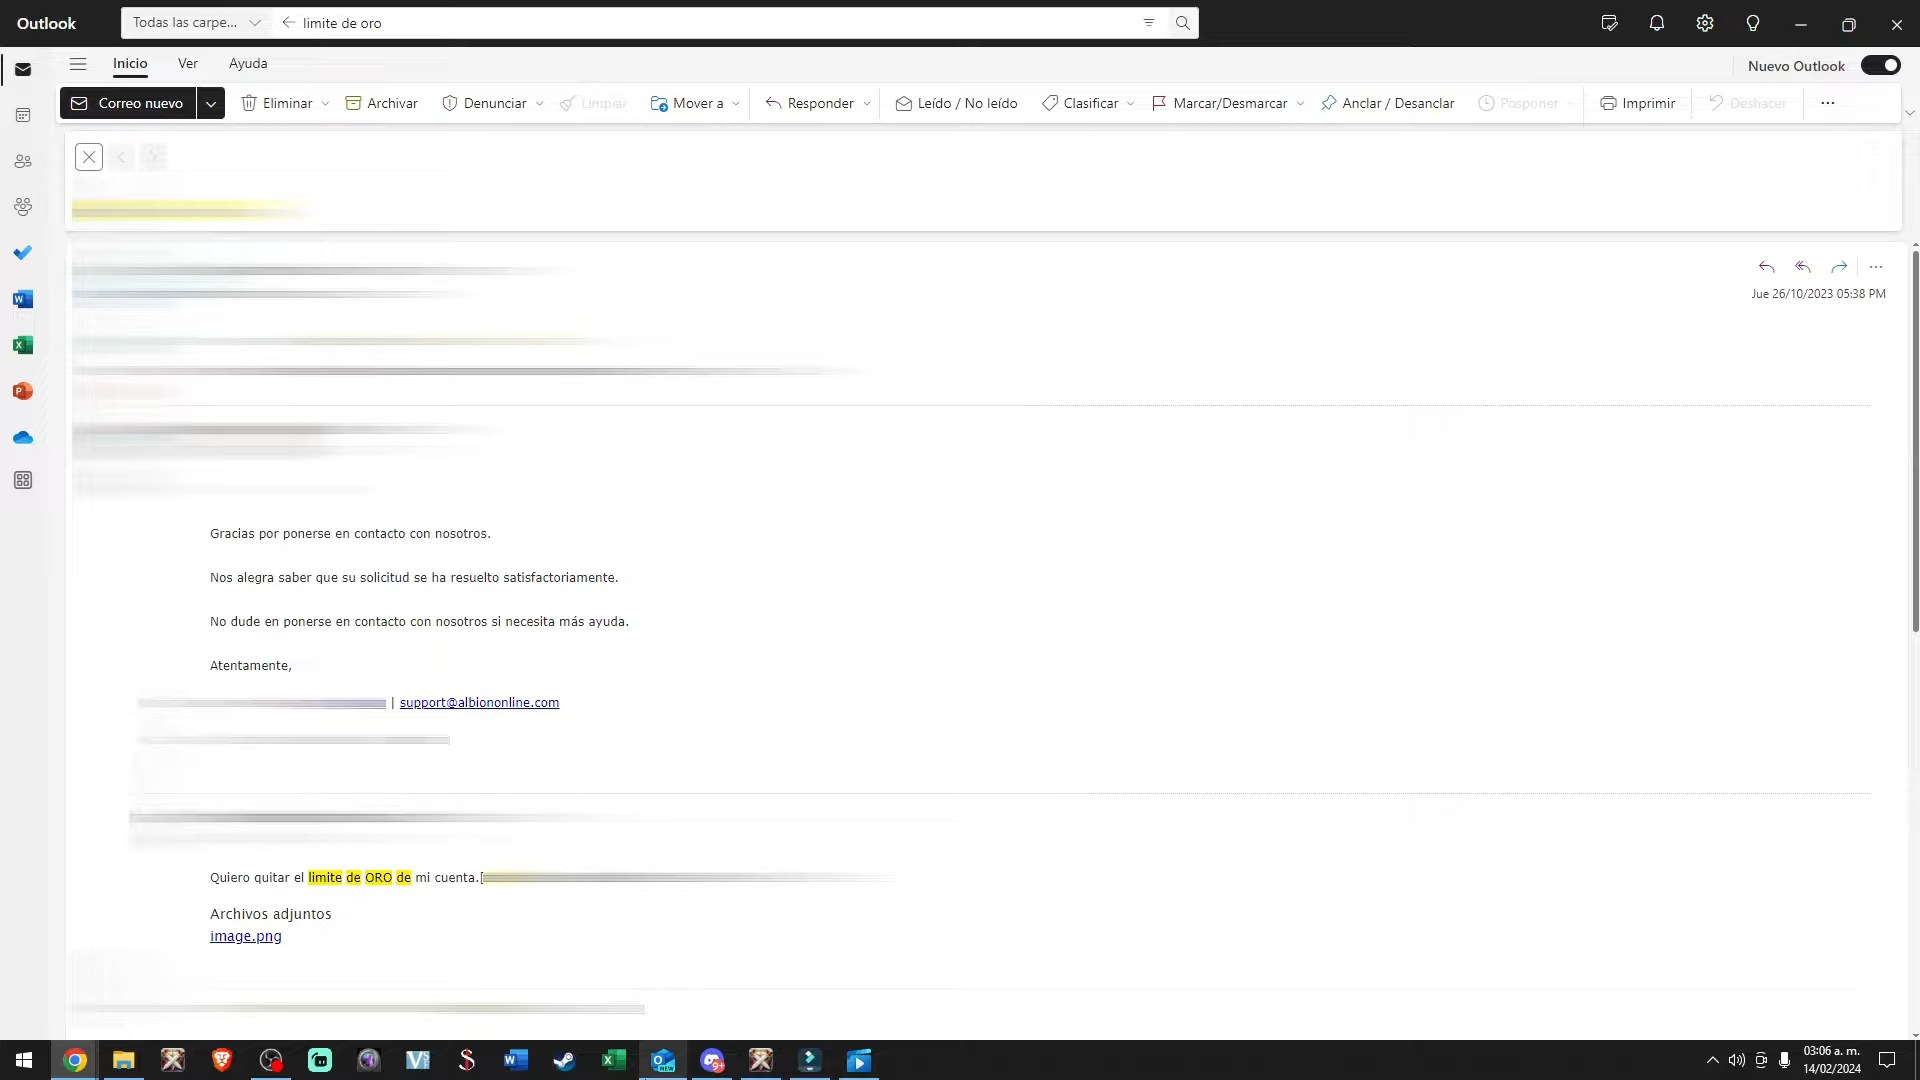 Outlook
Todas las carpe...
limite de oro
Inicio
Ver
Ayuda
Nuevo Outlook
Correo nuevo
Eliminar
Archivar
Denunciar
Limpiar
Mover a
Responder
Leído / No leído
Clasificar
Marcar/Desmarcar
Anclar / Desanclar
Posponer
Imprimir
Deshacer
Jue 26/10/2023 05:38 PM
Gracias por ponerse en contacto con nosotros.
Nos alegra saber que su solicitud se ha resuelto satisfactoriamente.
No dude en ponerse en contacto con nosotros si necesita más ayuda.
Atentamente,
| support@albiononline.com
Quiero quitar el limite de ORO de mi cuenta.[
Archivos adjuntos
image.png
03:06 a. m.
14/02/2024